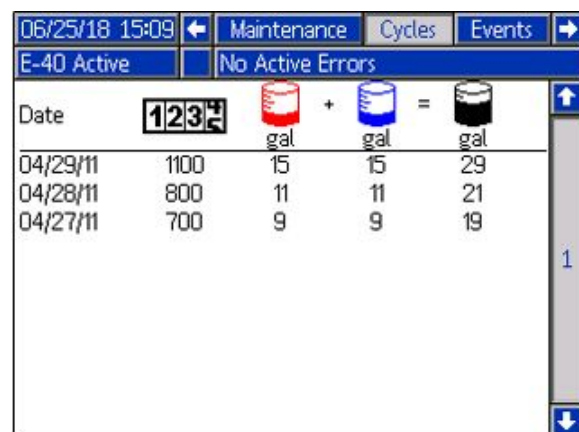 06/25/18 15:09 Maintenance Cycles Events
E-40 Active No Active Errors
Date 1234 + =
5
gal gal gal
04/29/11 1100 15 15 29
04/28/11 800 11 11 21
04/27/11 700 9 9 19
1